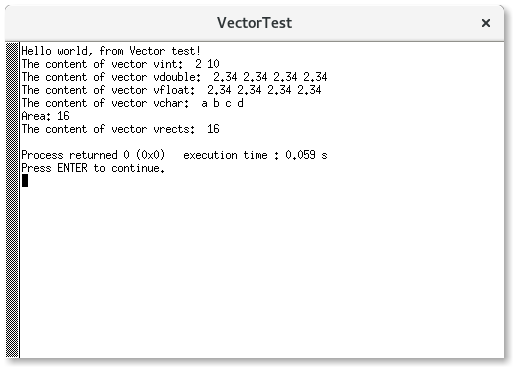 VectorTest
Hello world, from Vector test!
The content of vector vint:  2 10
The content of vector vdouble:  2.34 2.34 2.34 2.34
The content of vector vfloat:  2.34 2.34 2.34 2.34
The content of vector vchar:  a b c d
Area: 16
The content of vector vrects:  16
Process returned 0 (0x0)   execution time : 0.059 s
Press ENTER to continue.